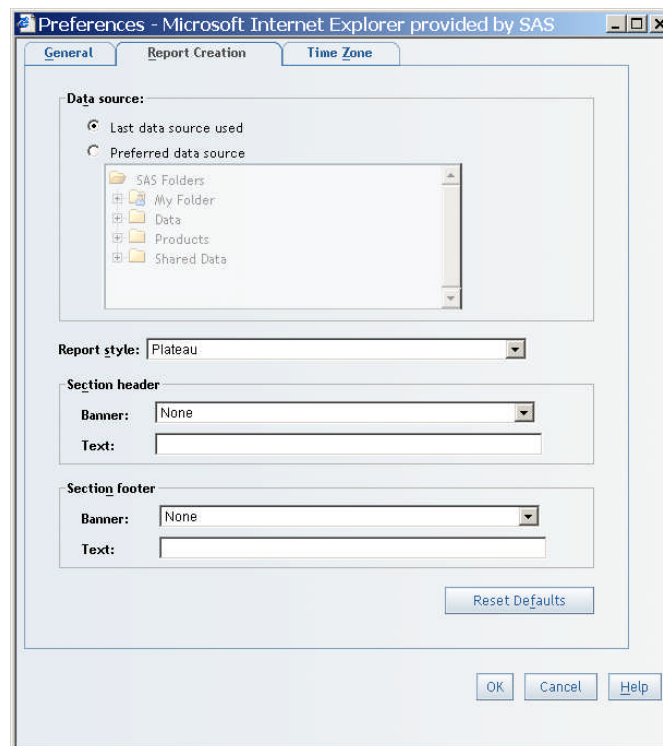 Preferences - Microsoft Internet Explorer provided by SAS
General
Report Creation
Time Zone
Data source:
Last data source used
Preferred data source
SAS Folders
My Folder
Data
Products
Shared Data
Report style: Plateau
Section header
Banner: None
Text:
Section footer
Banner: None
Text:
Reset Defaults
OK Cancel Help